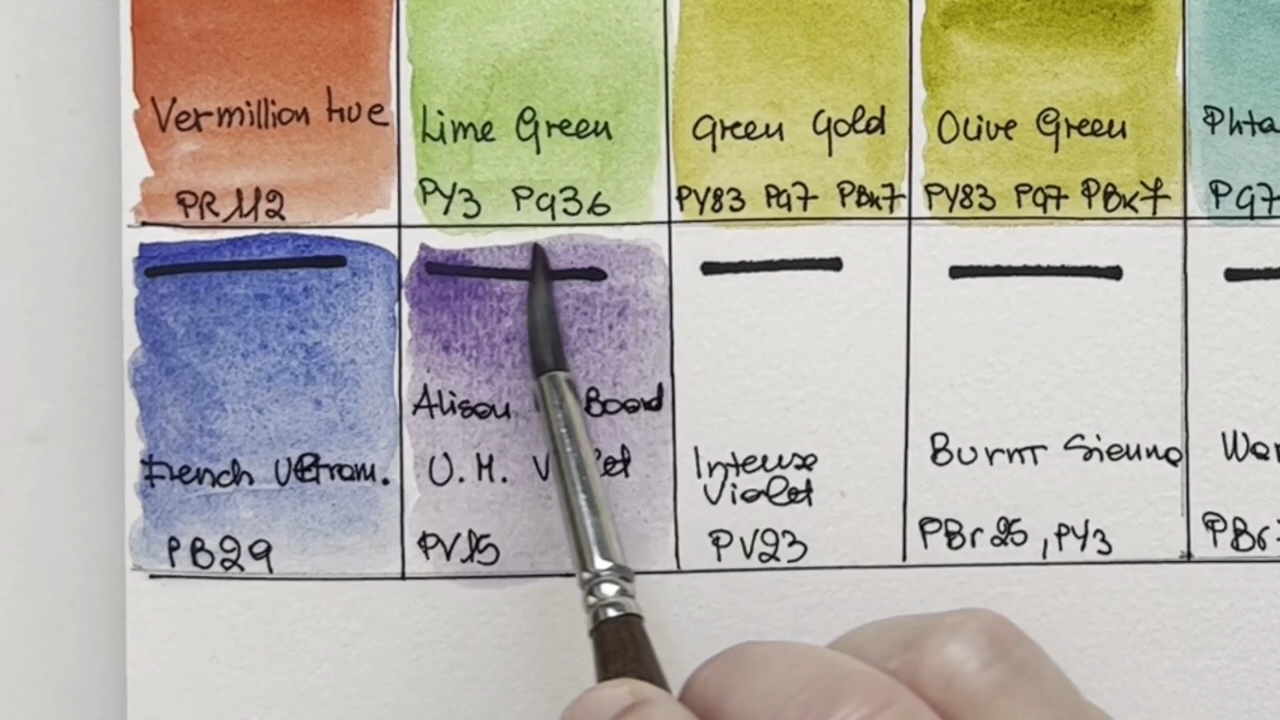 Vermillion Hue
PR112
Lime Green
PY3 PG36
Green Gold
PY83 PG7 PBk7
Olive Green
PY83 PG7 PBk7
Phta
PG7
French Ultram.
PB29
Alison Board
U.M.
PV15
Intense
Violet
PV23
Burnt Sienna
PBr25, PY3